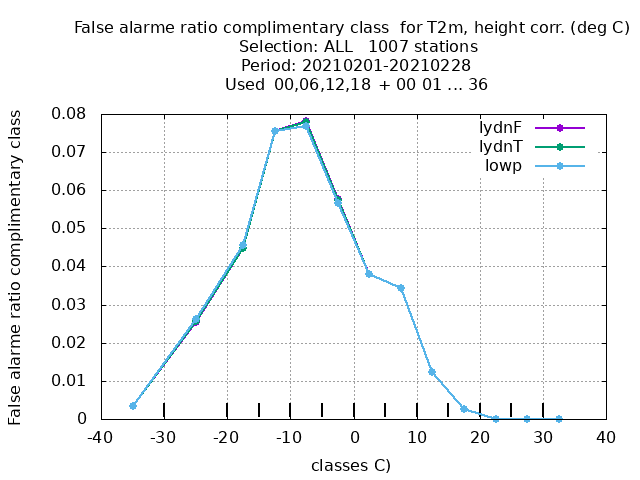 False alarme ratio complimentary class  for T2m, height corr. (deg C)
Selection: ALL   1007 stations
Period: 20210201-20210228
Used  00,06,12,18  + 00 01 ... 36
False alarme ratio complimentary class
0.08
0.07
0.06
0.05
0.04
0.03
0.02
0.01
0
lydnF
lydnT
lowp
-40 -30 -20 -10 0 10 20 30 40
classes C)